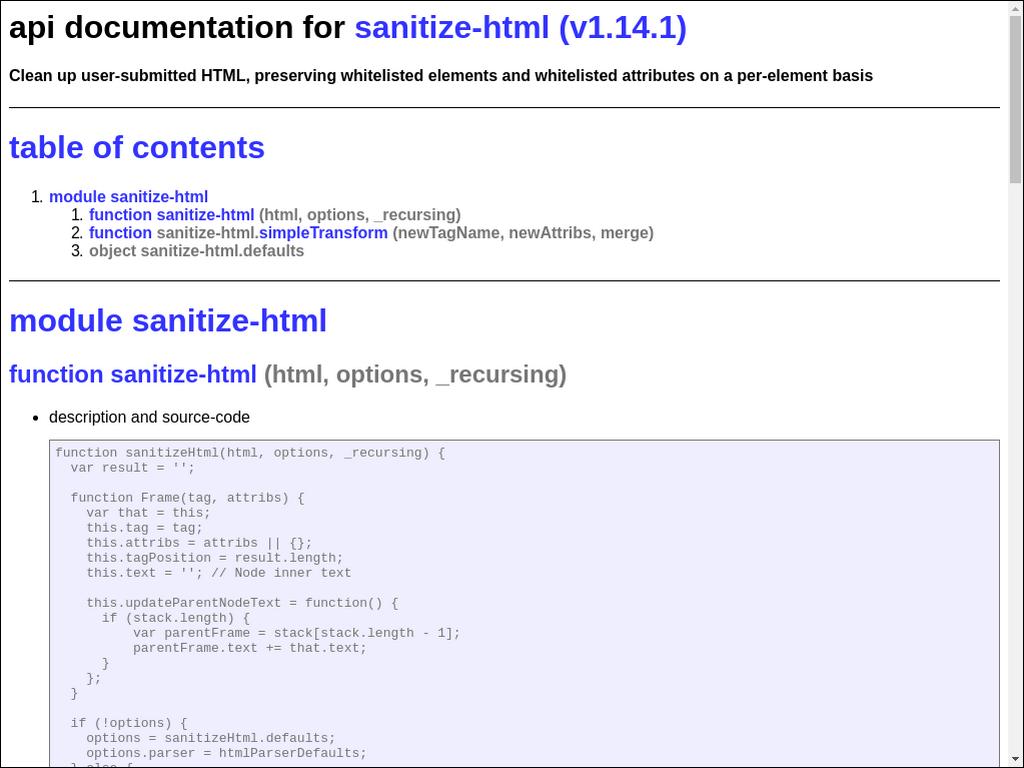 api documentation for sanitize-html (v1.14.1)
Clean up user-submitted HTML, preserving whitelisted elements and whitelisted attributes on a per-element basis
table of contents
1. module sanitize-html
1. function sanitize-html (html, options, _recursing)
2. function sanitize-html.simpleTransform (newTagName, newAttribs, merge)
3. object sanitize-html.defaults
module sanitize-html
function sanitize-html (html, options, _recursing)
• description and source-code
function sanitizeHtml(html, options, _recursing) {
  var result = '';
  function Frame(tag, attribs) {
    var that = this;
    this.tag = tag;
    this.attribs = attribs || {};
    this.tagPosition = result.length;
    this.text = ''; // Node inner text
    this.updateParentNodeText = function() {
      if (stack.length) {
          var parentFrame = stack[stack.length - 1];
          parentFrame.text += that.text;
      }
    };
  }
  if (!options) {
    options = sanitizeHtml.defaults;
    options.parser = htmlParserDefaults;
  } else {